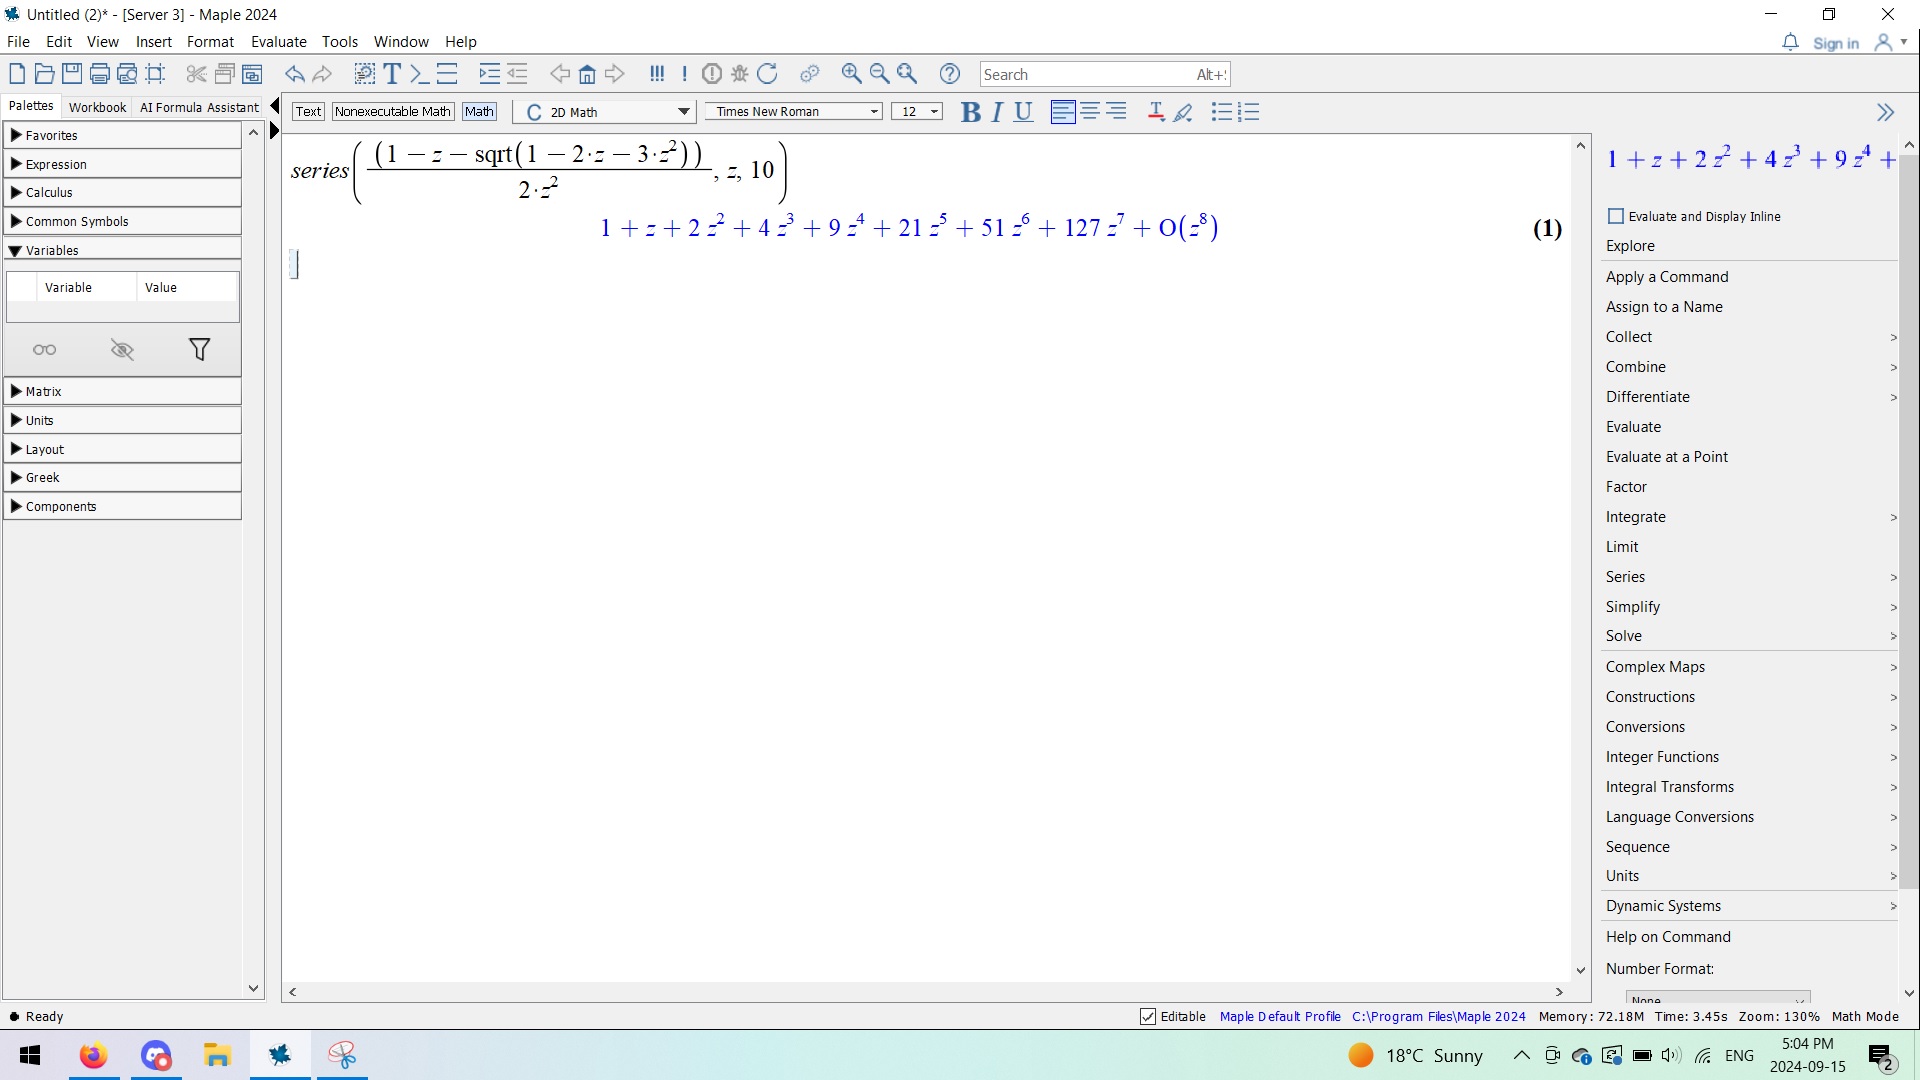 Untitled (2)* - [Server 3] - Maple 2024
File Edit View Insert Format Evaluate Tools Window Help
Sign in
Search Alt+S
Palettes Workbook AI Formula Assistant
Text Nonexecutable Math Math C 2D Math Times New Roman 12 B I U
Favorites
Expression
Calculus
Common Symbols
Variables
Variable Value
Matrix
Units
Layout
Greek
Components
series( (1 − z − sqrt(1 − 2·z − 3·z^2)) / 2·z^2 , z, 10 )
1 + z + 2 z^2 + 4 z^3 + 9 z^4 + 21 z^5 + 51 z^6 + 127 z^7 + O(z^8) (1)
1 + z + 2 z^2 + 4 z^3 + 9 z^4 +
Evaluate and Display Inline
Explore
Apply a Command
Assign to a Name
Collect >
Combine >
Differentiate >
Evaluate
Evaluate at a Point
Factor
Integrate >
Limit
Series >
Simplify >
Solve >
Complex Maps >
Constructions >
Conversions >
Integer Functions >
Integral Transforms >
Language Conversions >
Sequence >
Units >
Dynamic Systems >
Help on Command
Number Format:
None
Ready
Editable Maple Default Profile C:\Program Files\Maple 2024 Memory: 72.18M Time: 3.45s Zoom: 130% Math Mode
18°C Sunny ENG
5:04 PM
2024-09-15
2